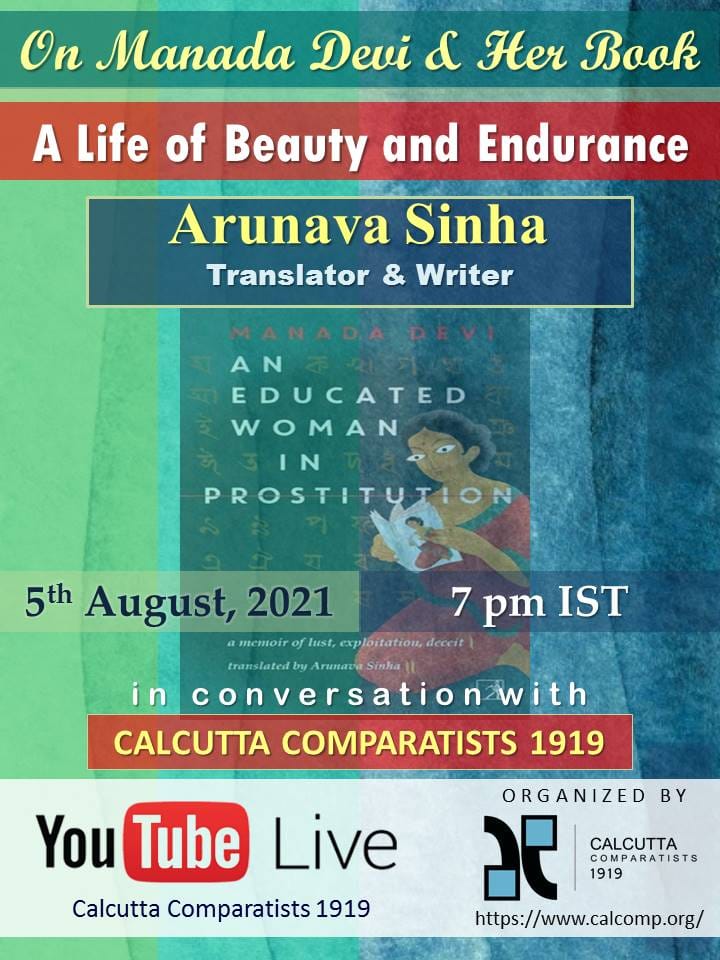 On Manada Devi & Her Book
A Life of Beauty and Endurance
Arunava Sinha
Translator & Writer
MANADA DEVI
AN
EDUCATED
WOMAN
IN
PROSTITUTION
5th August, 2021
7 pm IST
a memoir of lust, exploitation, deceit
translated by Arunava Sinha
in conversation with
CALCUTTA COMPARATISTS 1919
YouTube Live
Calcutta Comparatists 1919
ORGANIZED BY
CALCUTTA
COMPARATISTS
1919
https://www.calcomp.org/